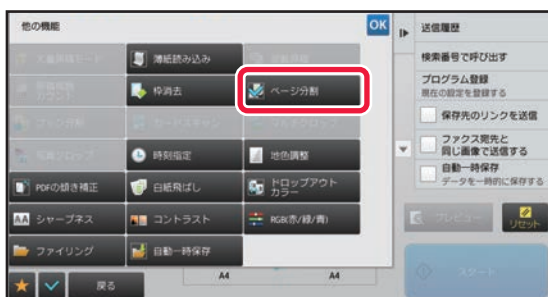 他の機能
OK
薄紙読み込み
枠消去
ページ分割
時刻指定
地色調整
PDFの傾き補正
白紙飛ばし
ドロップアウト
カラー
シャープネス
コントラスト
RGB(赤/緑/青)
ファイリング
自動一時保存
戻る
A4
A4
送信履歴
検索番号で呼び出す
プログラム登録
現在の設定を登録する
保存先のリンクを送信
ファクス宛先と
同じ画像で送信する
自動一時保存
データを一時的に保存する
プレビュー
リセット
スタート